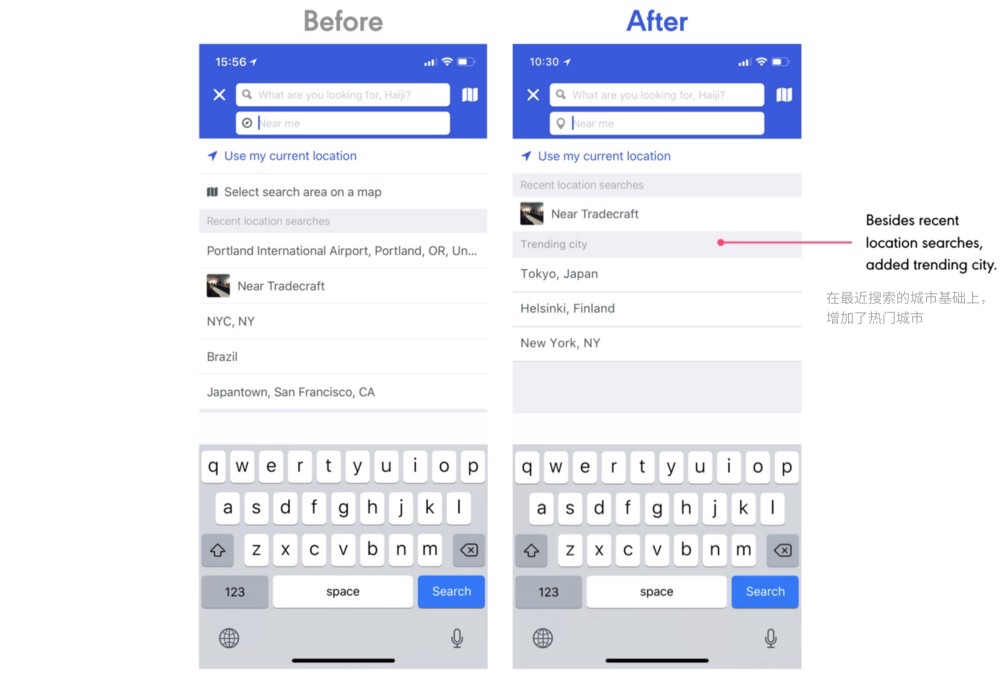 Before
After
15:56
What are you looking for, Haiji?
Near me
Use my current location
Select search area on a map
Recent location searches
Portland International Airport, Portland, OR, Un...
Near Tradecraft
NYC, NY
Brazil
Japantown, San Francisco, CA
q w e r t y u i o p
a s d f g h j k l
z x c v b n m
123 space Search
10:30
What are you looking for, Haiji?
Near me
Use my current location
Recent location searches
Near Tradecraft
Trending city
Tokyo, Japan
Helsinki, Finland
New York, NY
q w e r t y u i o p
a s d f g h j k l
z x c v b n m
123 space Search
Besides recent
location searches,
added trending city.
在最近搜索的城市基础上，
增加了热门城市